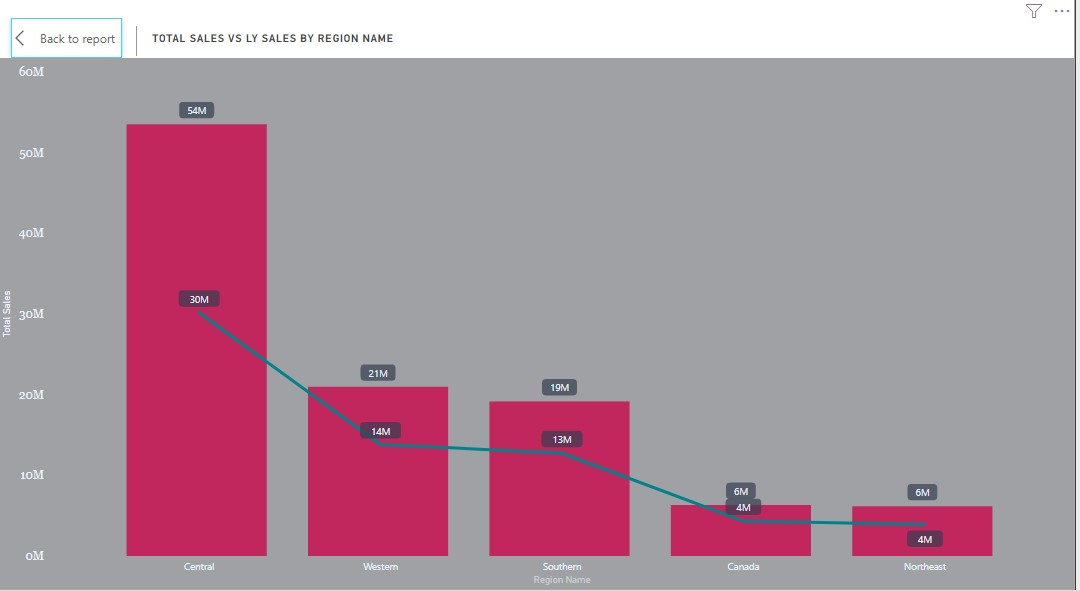 Back to report
TOTAL SALES VS LY SALES BY REGION NAME
60M
50M
40M
30M
20M
10M
0M
Total Sales
54M
30M
21M
14M
19M
13M
6M
4M
6M
4M
Central
Western
Southern
Canada
Northeast
Region Name